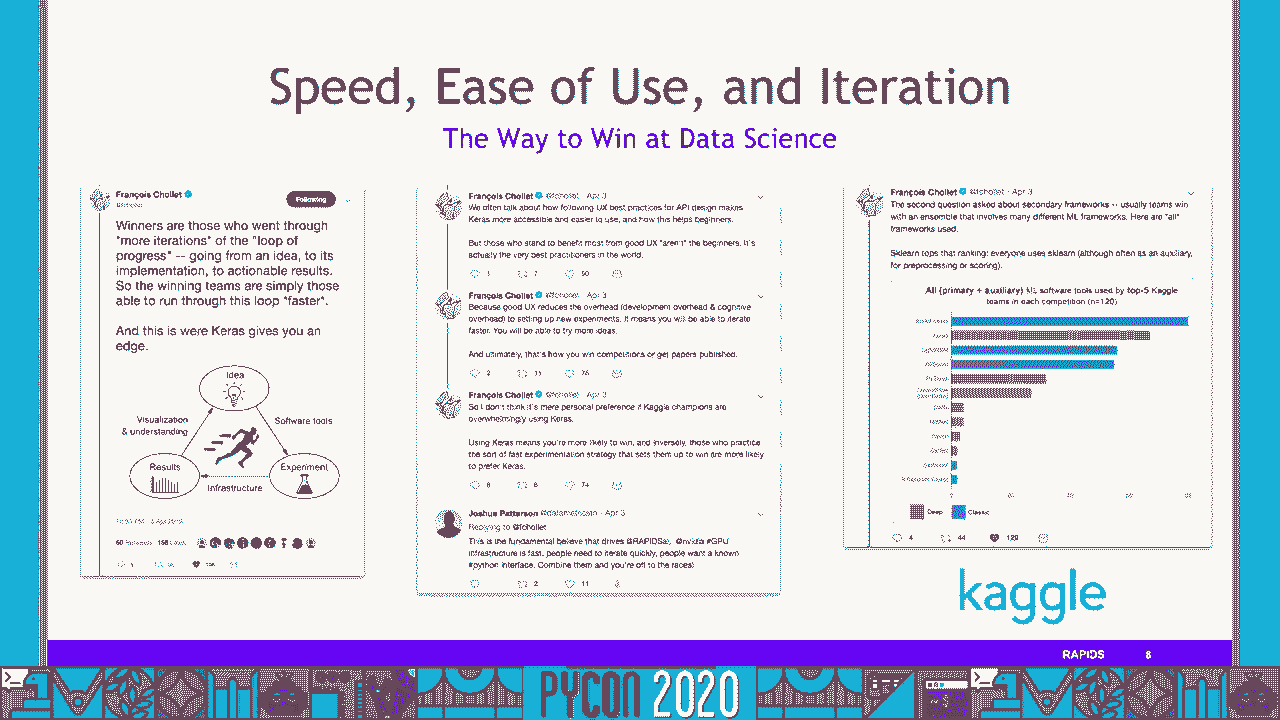 Speed, Ease of Use, and Iteration
The Way to Win at Data Science
François Chollet
@fchollet
Following
Winners are those who went through
"more iterations" of the "loop of
progress" -- going from an idea, to its
implementation, to actionable results.
So the winning teams are simply those
able to run through this loop "faster".
And this is were Keras gives you an
edge.
Idea
Visualization
& understanding
Software tools
Results
Experiment
Infrastructure
François Chollet @fchollet · Apr 3
We often talk about how following UX best practices for API design makes
Keras more accessible and easier to use, and how this helps beginners.
But those who stand to benefit most from good UX *aren't* the beginners. It's
actually the very best practitioners in the world.
1 7 50
François Chollet @fchollet · Apr 3
Because good UX reduces the overhead (development overhead & cognitive
overhead) to setting up new experiments. It means you will be able to iterate
faster. You will be able to try more ideas.
And ultimately, that's how you win competitions or get papers published.
2 11 76
François Chollet @fchollet · Apr 3
So I don't think it's mere personal preference if Kaggle champions are
overwhelmingly using Keras.
Using Keras means you're more likely to win, and inversely, those who practice
the sort of fast experimentation strategy that sets them up to win are more likely
to prefer Keras.
6 6 74
Joshua Patterson @datametrician · Apr 3
Replying to @fchollet
This is the fundamental believe that drives @RAPIDSai. @nvidia #GPU
infrastructure is fast, people need to iterate quickly, people want a known
#python interface. Combine them and you're off to the races!
2 11
François Chollet @fchollet · Apr 3
The second question asked about secondary frameworks -- usually teams win
with an ensemble that involves many different ML frameworks. Here are *all*
frameworks used.
Sklearn tops that ranking: everyone uses sklearn (although often as an auxiliary,
for preprocessing or scoring).
All (primary + auxiliary) ML software tools used by top-5 Kaggle
teams in each competition (n=120)
Deep Classic
4 44 129
kaggle
RAPIDS 8
PYCON 2020